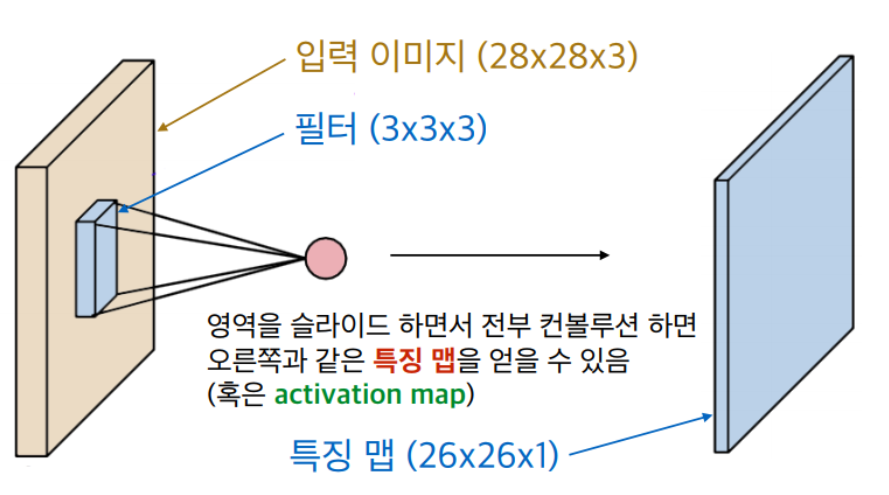 입력 이미지 (28x28x3)
필터 (3x3x3)
영역을 슬라이드 하면서 전부 컨볼루션 하면
오른쪽과 같은 특징 맵을 얻을 수 있음
(혹은 activation map)
특징 맵 (26x26x1)